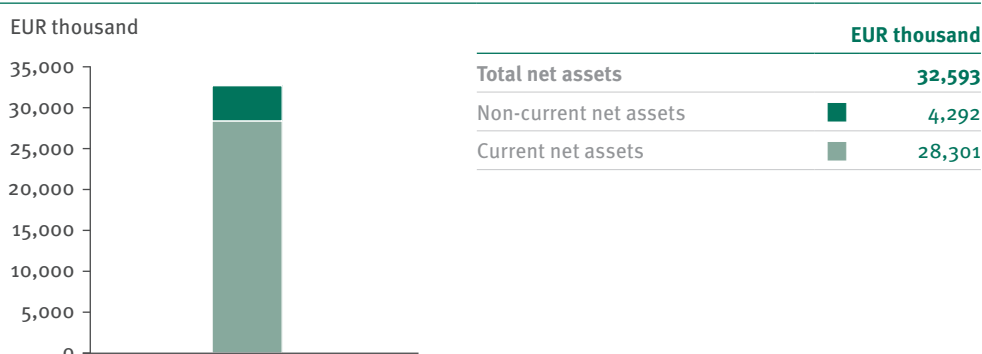 EUR thousand
35,000
30,000
25,000
20,000
15,000
10,000
5,000
0
EUR thousand
Total net assets 32,593
Non-current net assets 4,292
Current net assets 28,301